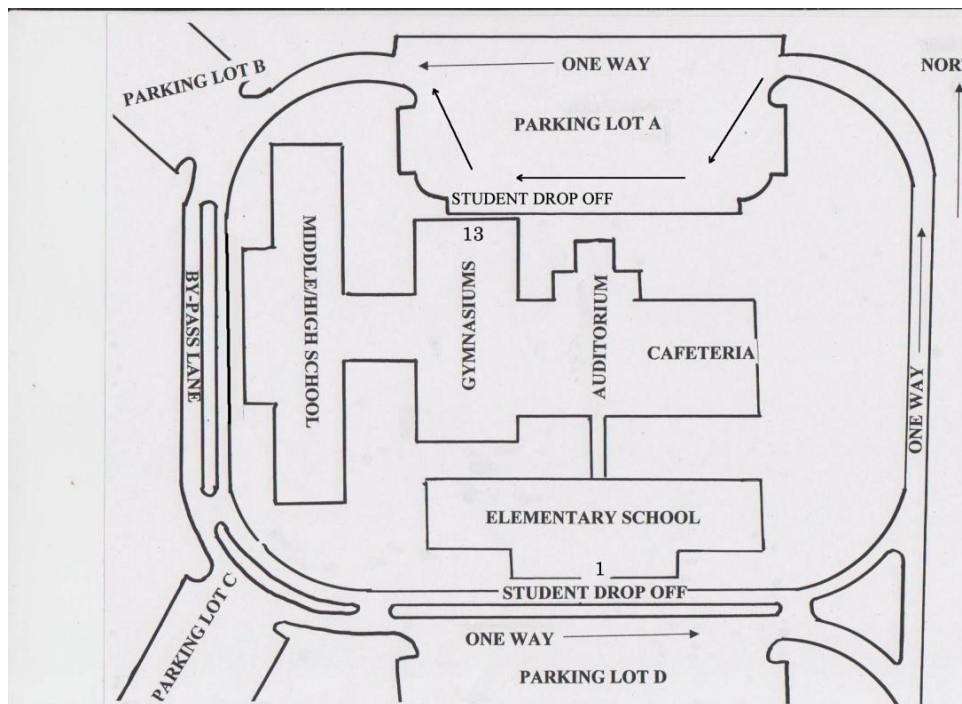 ONE WAY
NORT
PARKING LOT B
PARKING LOT A
STUDENT DROP OFF
13
MIDDLE/HIGH SCHOOL
GYMNASIUMS
AUDITORIUM
CAFETERIA
BY-PASS LANE
ONE WAY
ELEMENTARY SCHOOL
1
STUDENT DROP OFF
PARKING LOT C
ONE WAY
PARKING LOT D